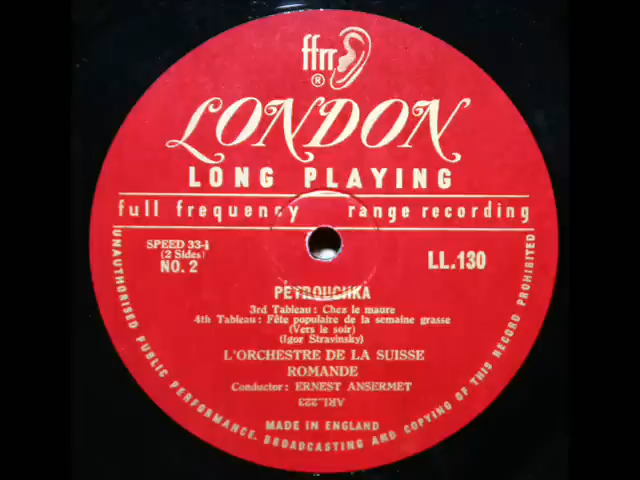 ffrr
®
LONDON
LONG PLAYING
full frequency range recording
SPEED 33-⅓
(2 Sides)
NO. 2
LL.130
PETROUCHKA
3rd Tableau : Chez le maure
4th Tableau : Fête populaire de la semaine grasse
(Vers le soir)
(Igor Stravinsky)
L'ORCHESTRE DE LA SUISSE
ROMANDE
Conductor : ERNEST ANSERMET
ARL.223
MADE IN ENGLAND
UNAUTHORISED PUBLIC PERFORMANCE, BROADCASTING AND COPYING OF THIS RECORD PROHIBITED